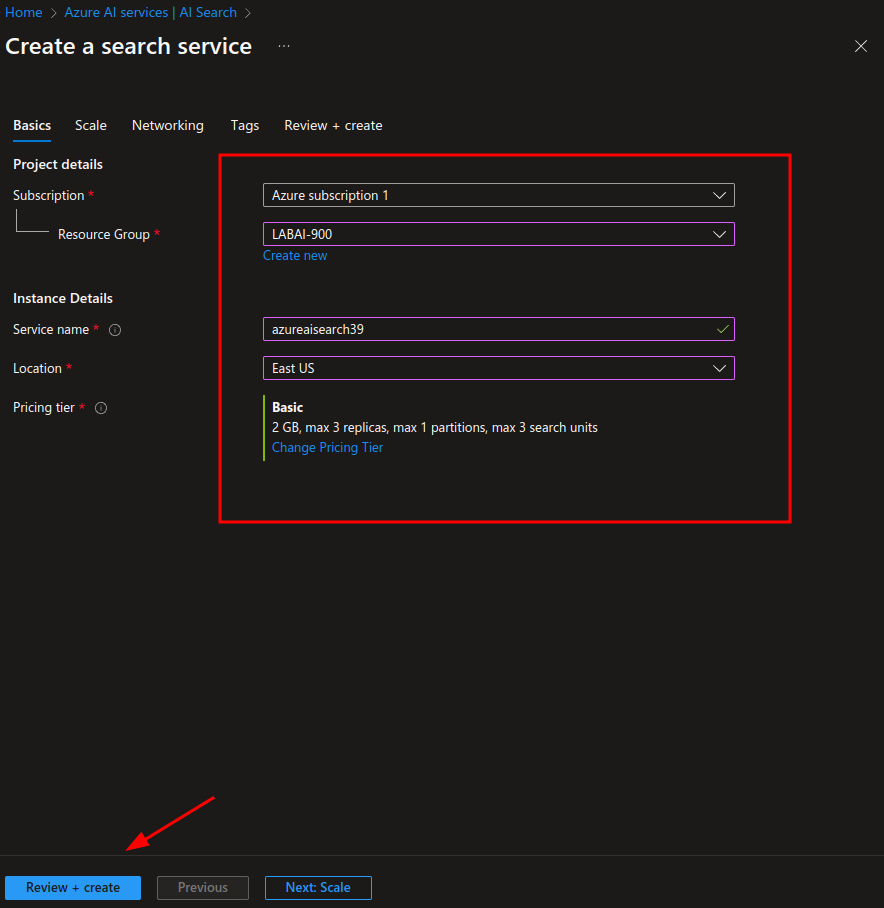 Home > Azure AI services | AI Search >
Create a search service ...
Basics Scale Networking Tags Review + create
Project details
Subscription * Azure subscription 1
Resource Group * LABAI-900
Create new
Instance Details
Service name * azureaisearch39
Location * East US
Pricing tier * Basic
2 GB, max 3 replicas, max 1 partitions, max 3 search units
Change Pricing Tier
Review + create Previous Next: Scale